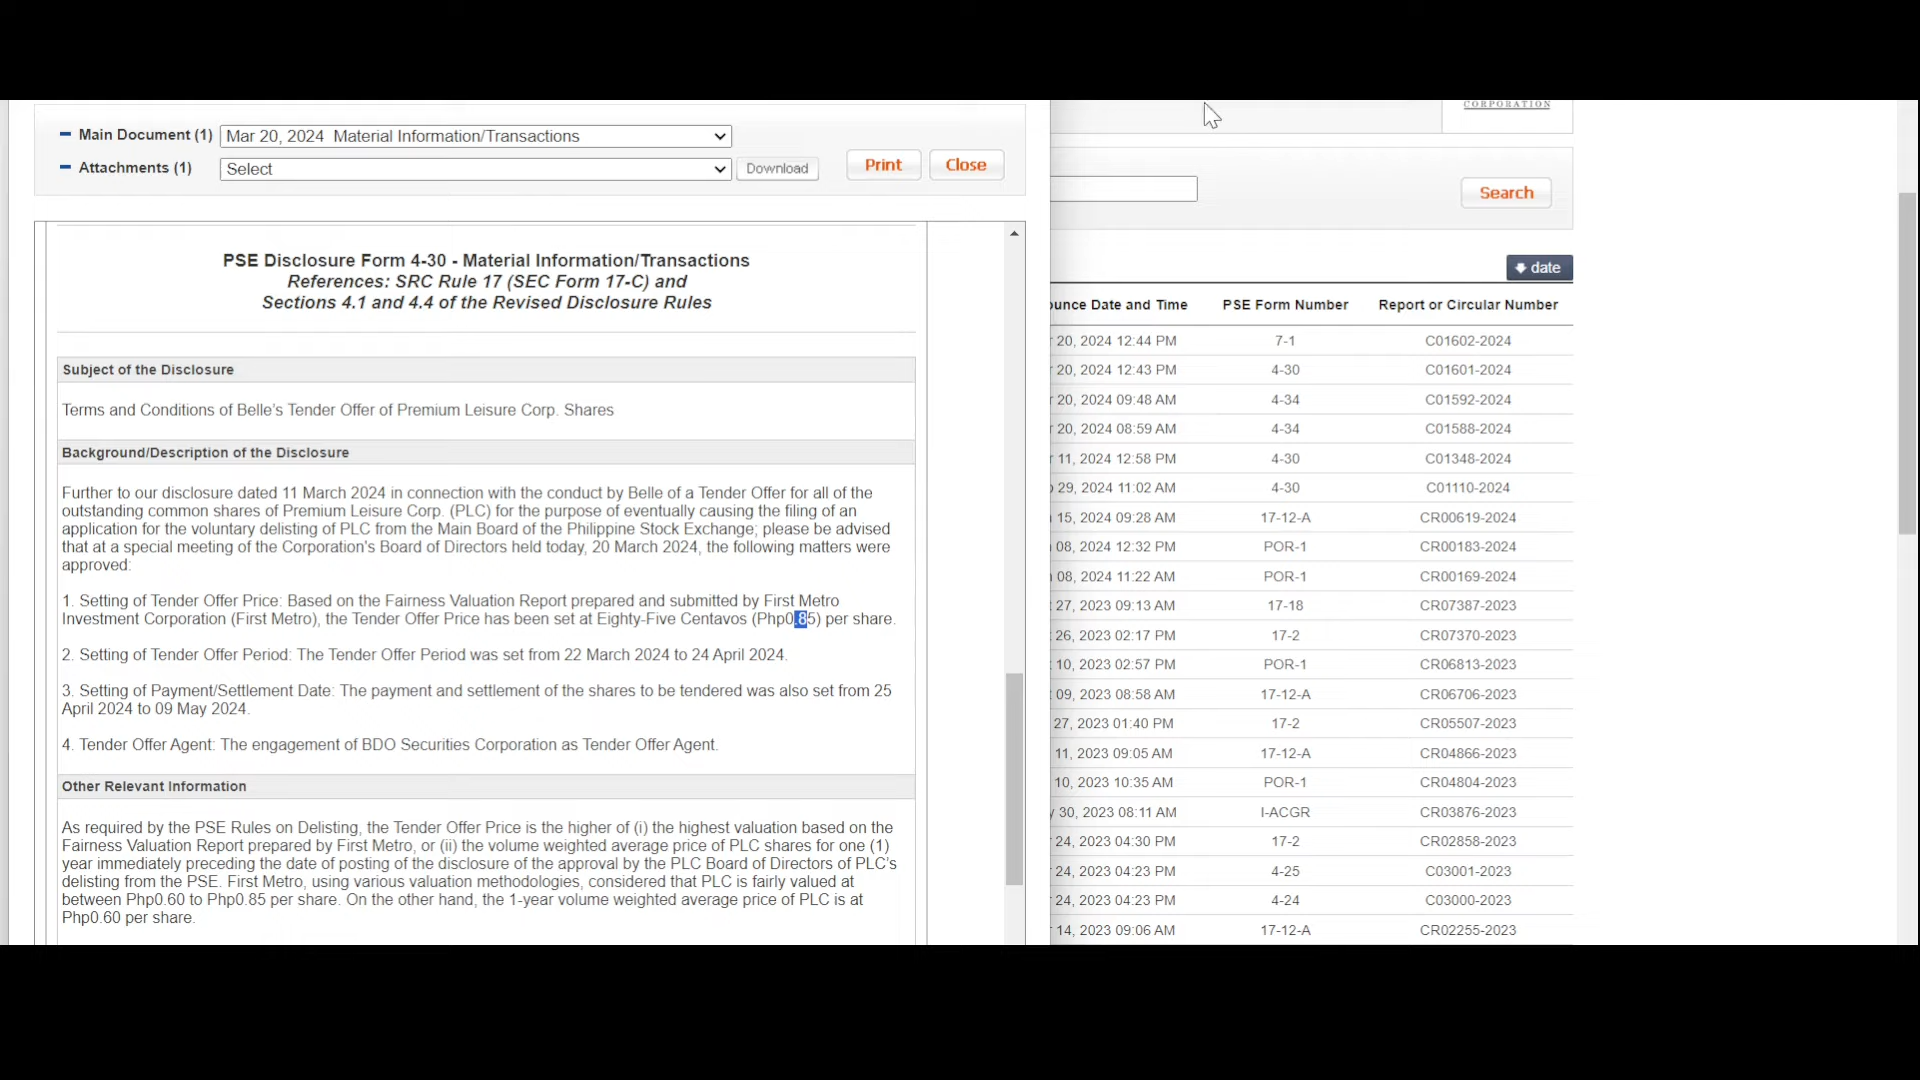 CORPORATION
Main Document (1) Mar 20, 2024 Material Information/Transactions
Attachments (1) Select Download Print Close
Search
PSE Disclosure Form 4-30 - Material Information/Transactions
References: SRC Rule 17 (SEC Form 17-C) and
Sections 4.1 and 4.4 of the Revised Disclosure Rules
Subject of the Disclosure
Terms and Conditions of Belle's Tender Offer of Premium Leisure Corp. Shares
Background/Description of the Disclosure
Further to our disclosure dated 11 March 2024 in connection with the conduct by Belle of a Tender Offer for all of the
outstanding common shares of Premium Leisure Corp. (PLC) for the purpose of eventually causing the filing of an
application for the voluntary delisting of PLC from the Main Board of the Philippine Stock Exchange; please be advised
that at a special meeting of the Corporation's Board of Directors held today, 20 March 2024, the following matters were
approved:
1. Setting of Tender Offer Price: Based on the Fairness Valuation Report prepared and submitted by First Metro
Investment Corporation (First Metro), the Tender Offer Price has been set at Eighty-Five Centavos (Php0.85) per share.
2. Setting of Tender Offer Period: The Tender Offer Period was set from 22 March 2024 to 24 April 2024.
3. Setting of Payment/Settlement Date: The payment and settlement of the shares to be tendered was also set from 25
April 2024 to 09 May 2024.
4. Tender Offer Agent: The engagement of BDO Securities Corporation as Tender Offer Agent.
Other Relevant Information
As required by the PSE Rules on Delisting, the Tender Offer Price is the higher of (i) the highest valuation based on the
Fairness Valuation Report prepared by First Metro, or (ii) the volume weighted average price of PLC shares for one (1)
year immediately preceding the date of posting of the disclosure of the approval by the PLC Board of Directors of PLC's
delisting from the PSE. First Metro, using various valuation methodologies, considered that PLC is fairly valued at
between Php0.60 to Php0.85 per share. On the other hand, the 1-year volume weighted average price of PLC is at
Php0.60 per share.
date
Date and Time PSE Form Number Report or Circular Number
20, 2024 12:44 PM 7-1 C01602-2024
20, 2024 12:43 PM 4-30 C01601-2024
20, 2024 09:48 AM 4-34 C01592-2024
20, 2024 08:59 AM 4-34 C01588-2024
11, 2024 12:58 PM 4-30 C01348-2024
29, 2024 11:02 AM 4-30 C01110-2024
15, 2024 09:28 AM 17-12-A CR00619-2024
08, 2024 12:32 PM POR-1 CR00183-2024
08, 2024 11:22 AM POR-1 CR00169-2024
27, 2023 09:13 AM 17-18 CR07387-2023
26, 2023 02:17 PM 17-2 CR07370-2023
10, 2023 02:57 PM POR-1 CR06813-2023
09, 2023 08:58 AM 17-12-A CR06706-2023
27, 2023 01:40 PM 17-2 CR05507-2023
11, 2023 09:05 AM 17-12-A CR04866-2023
10, 2023 10:35 AM POR-1 CR04804-2023
30, 2023 08:11 AM I-ACGR CR03876-2023
24, 2023 04:30 PM 17-2 CR02858-2023
24, 2023 04:23 PM 4-25 C03001-2023
24, 2023 04:23 PM 4-24 C03000-2023
14, 2023 09:06 AM 17-12-A CR02255-2023